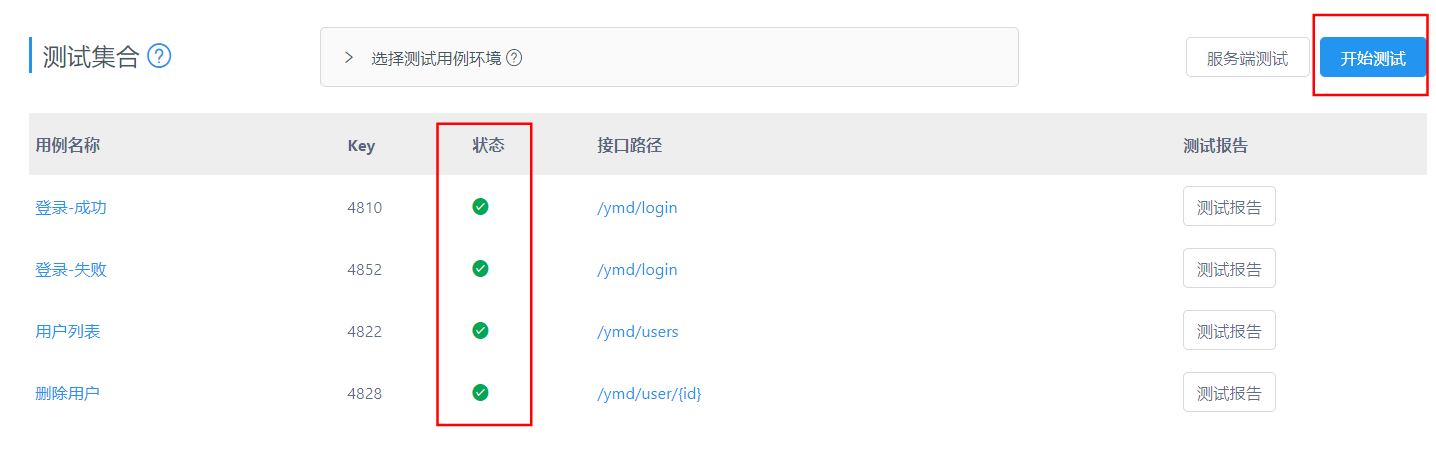 测试集合
选择测试用例环境
服务端测试
开始测试
用例名称 Key 状态 接口路径 测试报告
登录-成功 4810 /ymd/login 测试报告
登录-失败 4852 /ymd/login 测试报告
用户列表 4822 /ymd/users 测试报告
删除用户 4828 /ymd/user/{id} 测试报告